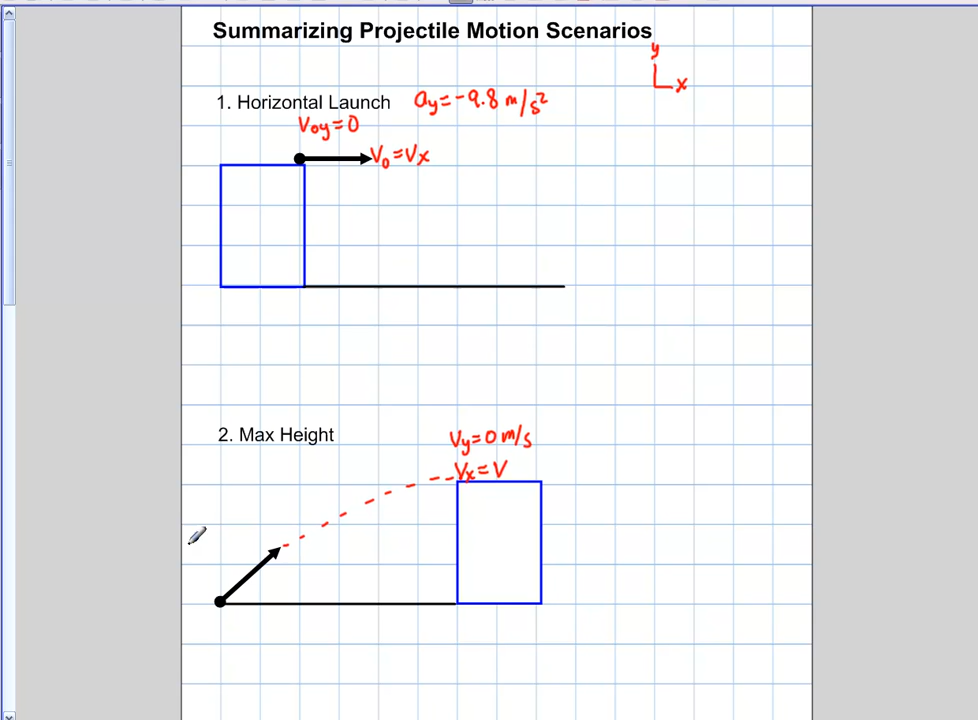 Summarizing Projectile Motion Scenarios
y
x
1. Horizontal Launch ay=-9.8 m/s²
Voy=0
V₀=Vx
2. Max Height
Vy=0 m/s
Vx=V